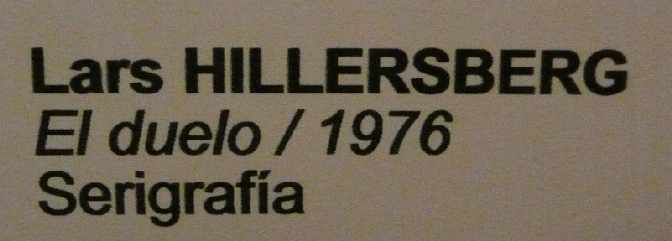 Lars HILLERSBERG
El duelo / 1976
Serigrafía